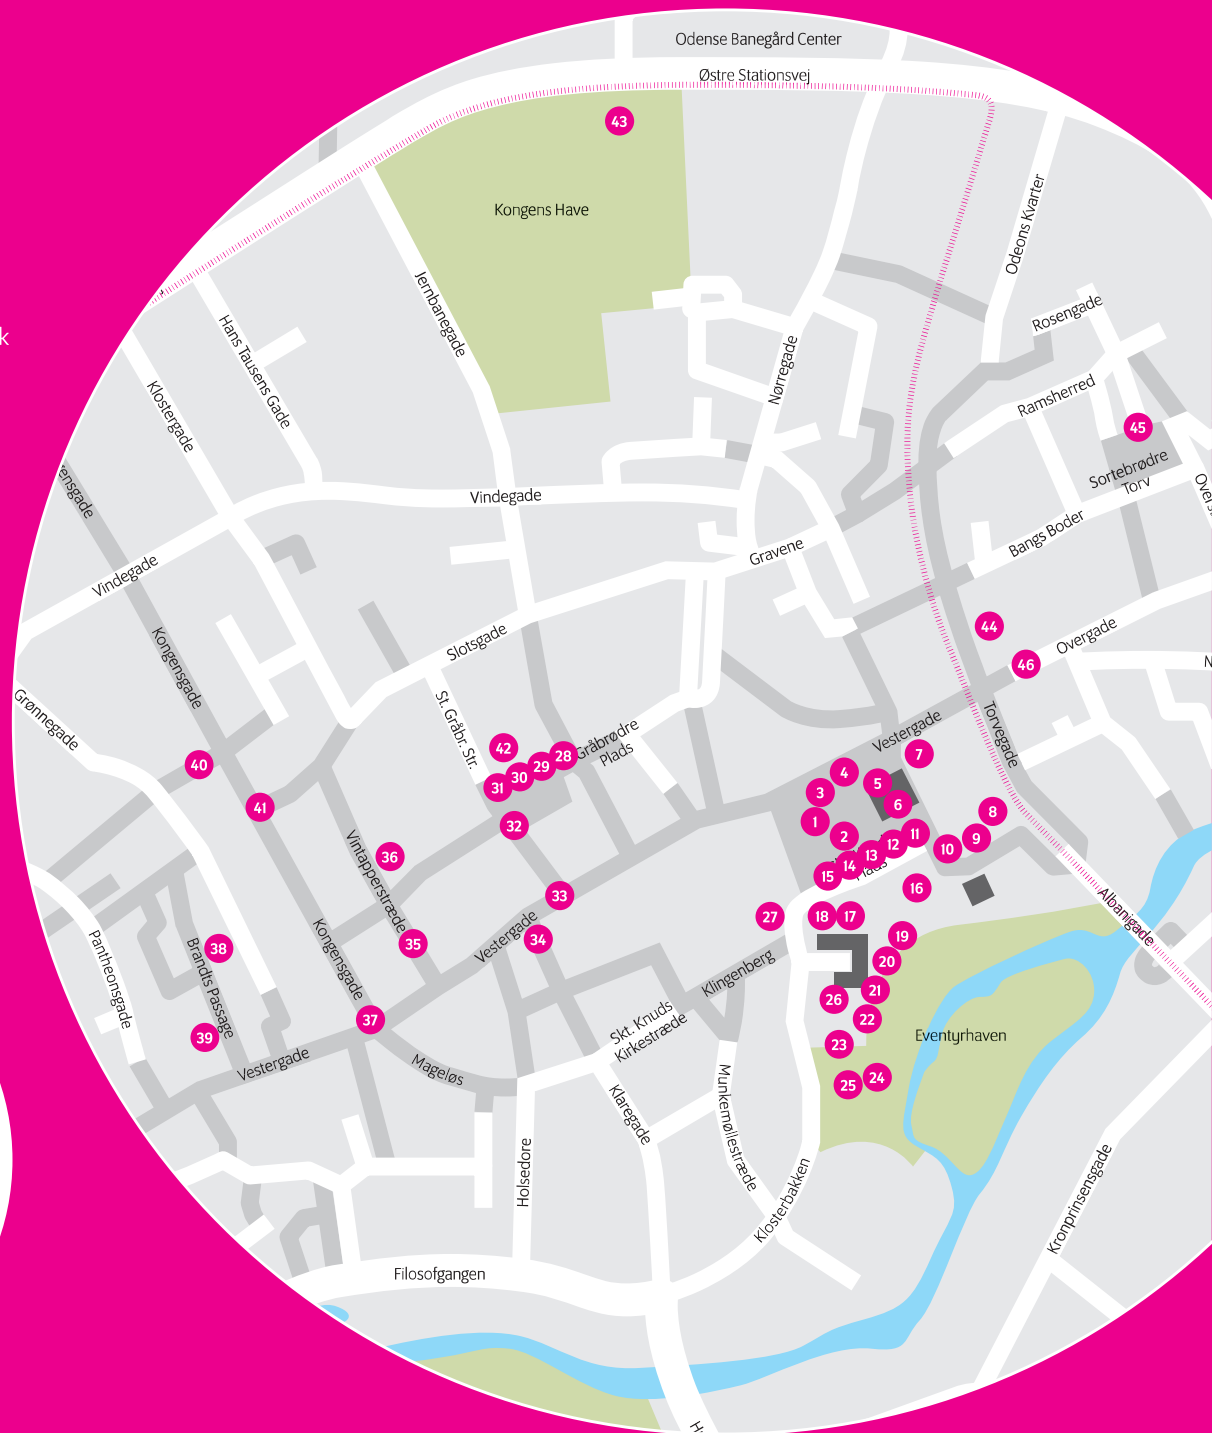 Odense Banegård Center
Østre Stationsvej
43
Kongens Have
Odeons Kvarter
Jernbanegade
Rosengade
k
Hans Tausens Gade
Nørregade
Klostergade
Ramsherred
45
Sortebrødre
Torv
Vindegade
Bangs Boder
Gravene
Vindegade
44
Overgade
Slotsgade
46
Kongensgade
Grønnegade
St. Gråbr. Str.
Gråbrødre
Plads
Vestergade
Torvegade
42
28
7
40
29
4
30
5
31
3
6
41
1
8
32
2
11
9
12
10
13
36
14
Plads
15
Vintapperstræde
16
33
Albanigade
27
18
17
Vestergade
34
19
35
38
Brandts Passage
Kongensgade
Pantheonsgade
20
Klingenberg
21
26
37
22
Skt. Knuds
Kirkestræde
Eventyrhaven
39
23
Vestergade
Mageløs
24
25
Munkemøllestræde
Klaregade
Holsedore
Klosterbakken
Kronprinsensgade
Filosofgangen